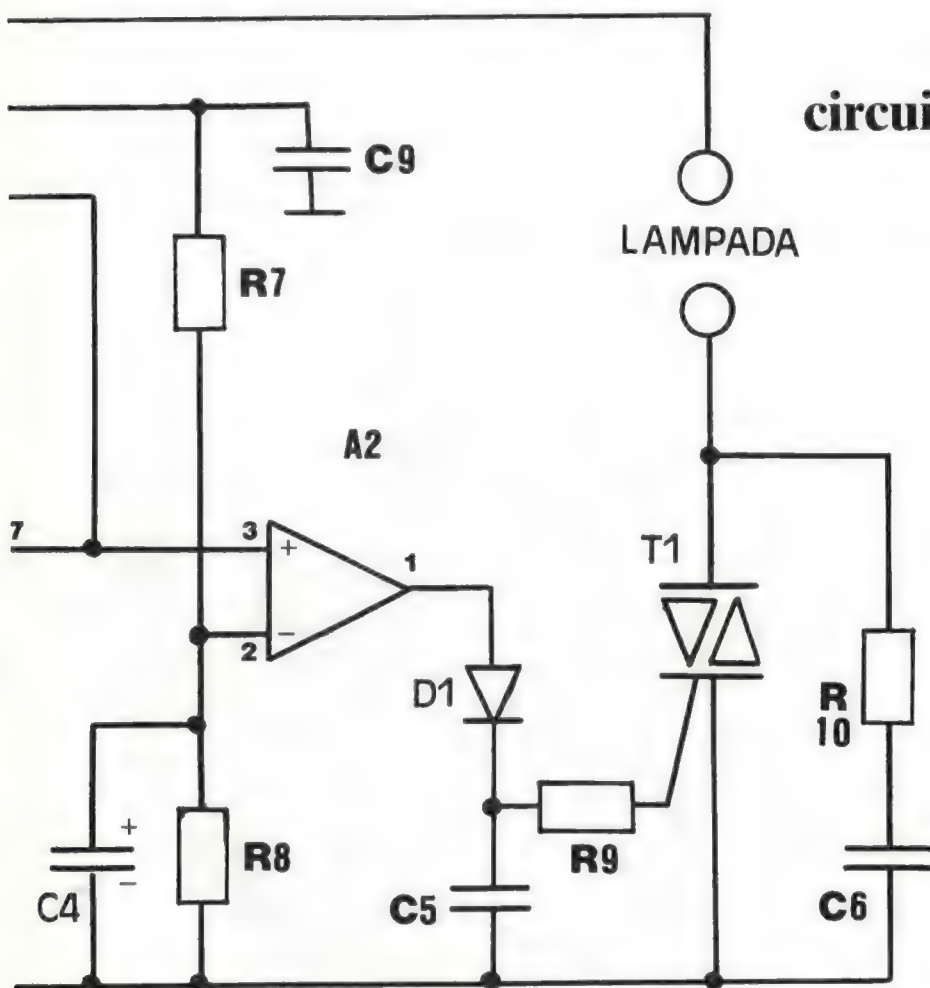 circui
C9
LAMPADA
R7
A2
7
3
+
1
T1
−
2
D1
R
10
+
R8
R9
C4
−
C5
C6